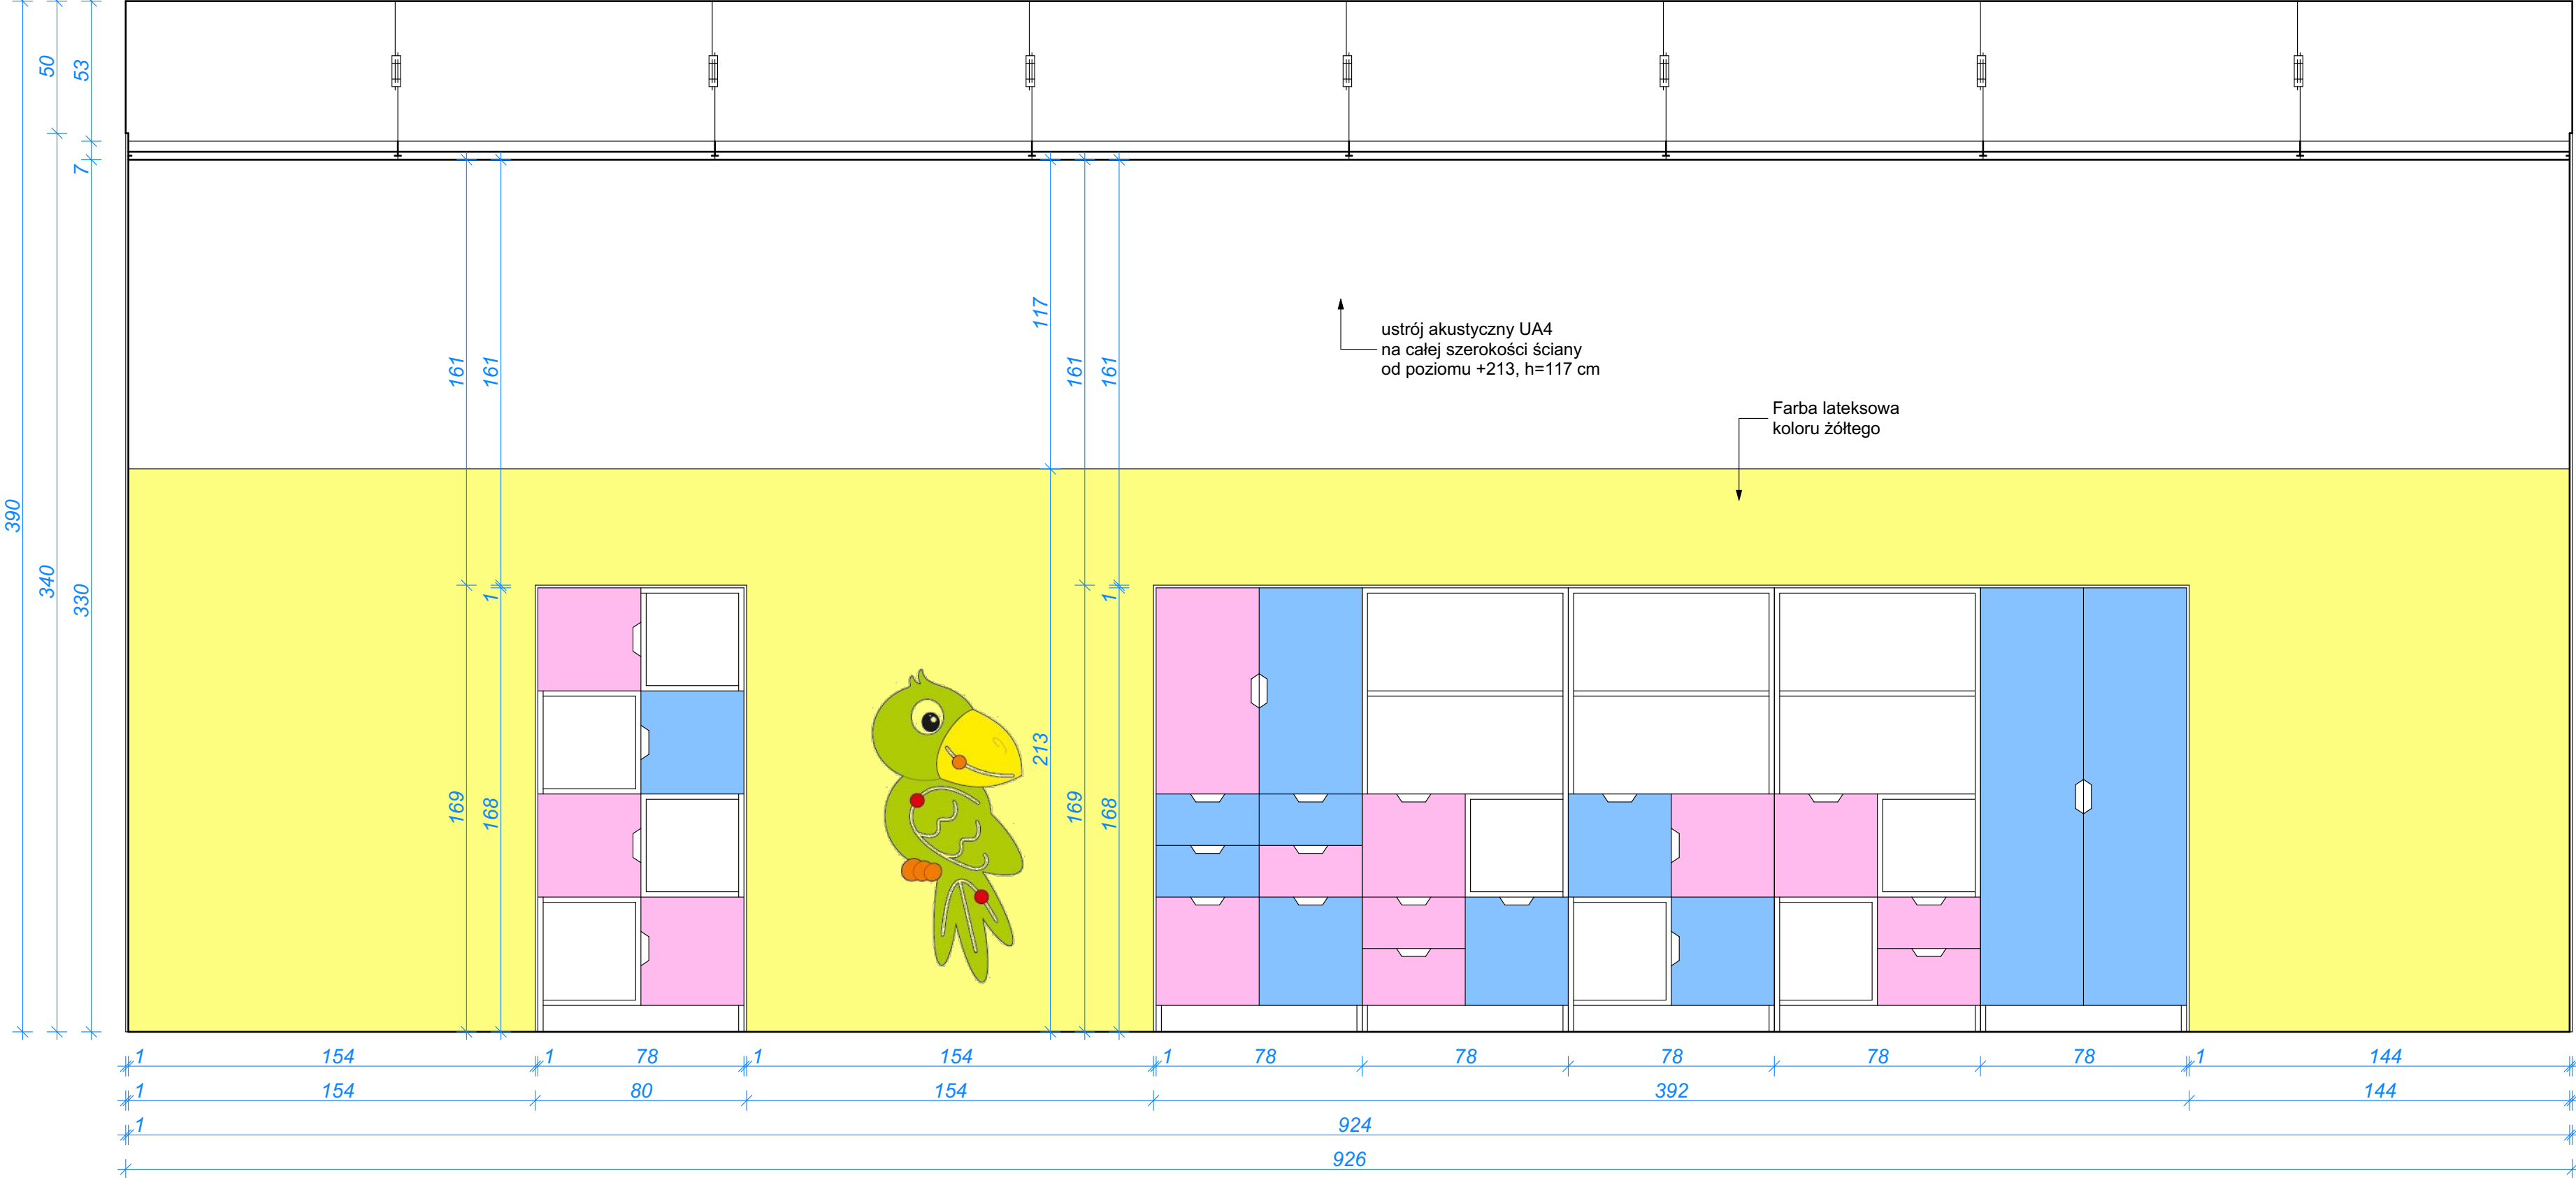 50
53
7
390
340
330
161
161
117
161
161
ustrój akustyczny UA4
na całej szerokości ściany
od poziomu +213, h=117 cm
Farba lateksowa
koloru żółtego
1
1
169
168
213
169
168
1 154 1 78 1 154 1 78 78 78 78 78 1 144
1 154 80 154 392 144
1 924
926